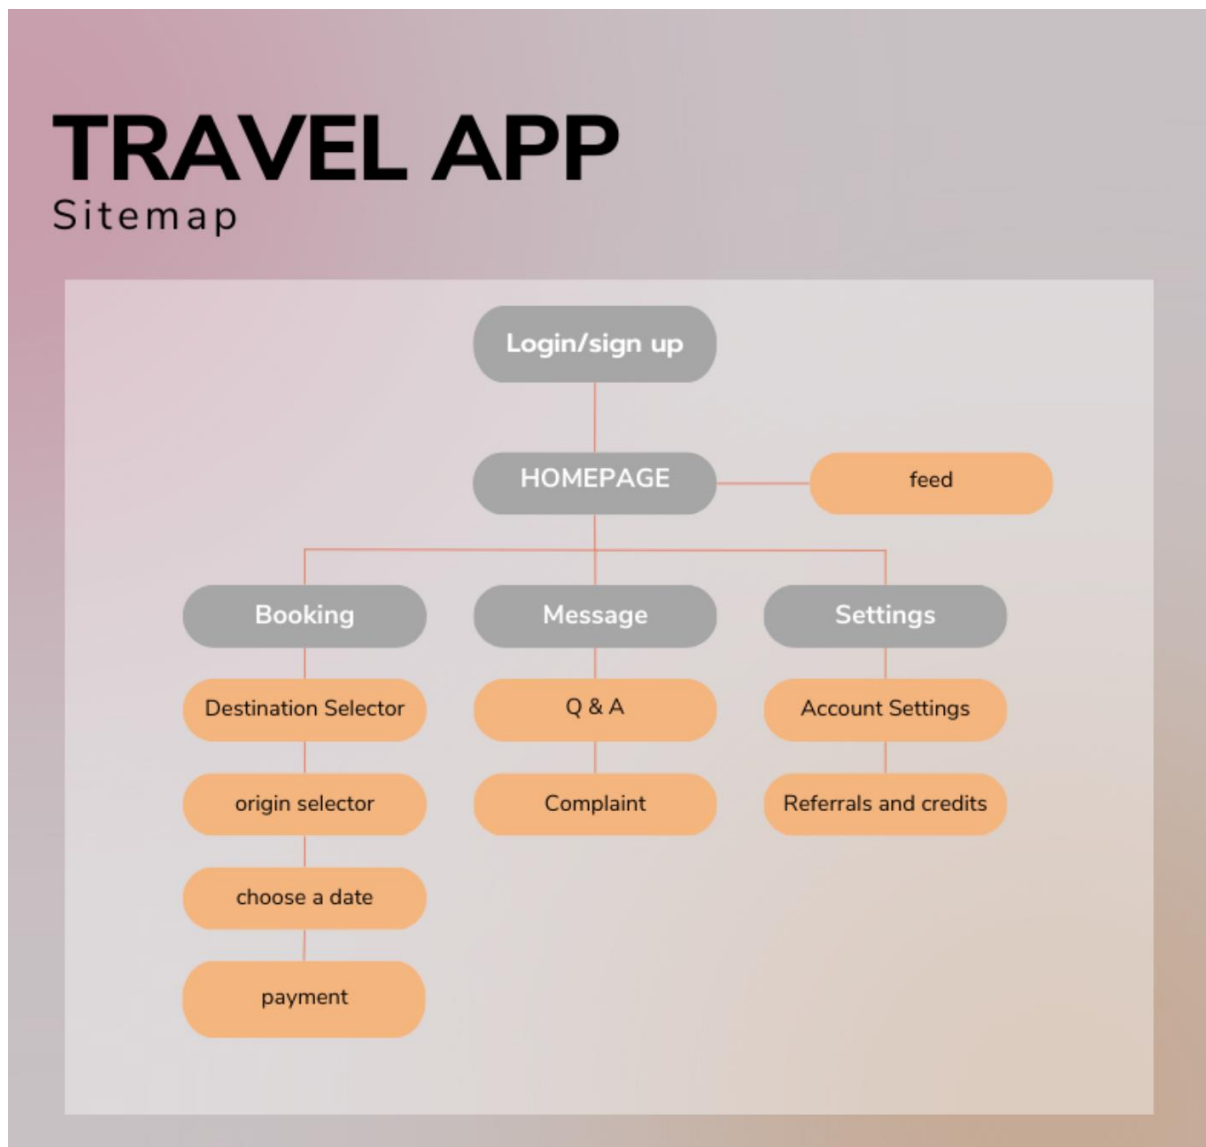 TRAVEL APP
Sitemap
Login/sign up
HOMEPAGE
feed
Booking
Message
Settings
Destination Selector
Q & A
Account Settings
origin selector
Complaint
Referrals and credits
choose a date
payment